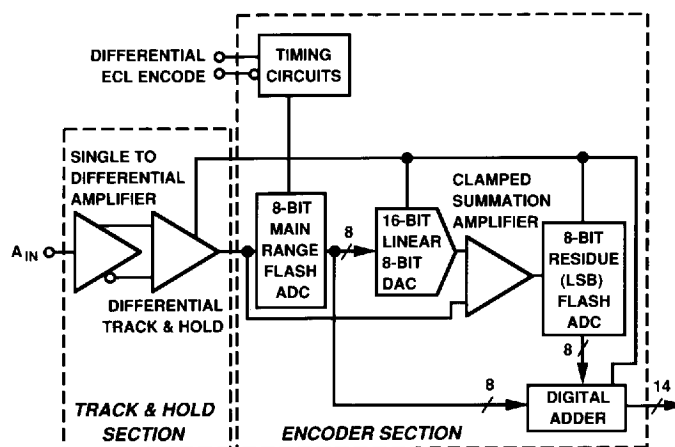 DIFFERENTIAL
ECL ENCODE
TIMING
CIRCUITS
SINGLE TO
DIFFERENTIAL
AMPLIFIER
A IN
DIFFERENTIAL
TRACK & HOLD
8-BIT
MAIN
RANGE
FLASH
ADC
8
16-BIT
LINEAR
8-BIT
DAC
CLAMPED
SUMMATION
AMPLIFIER
8-BIT
RESIDUE
(LSB)
FLASH
ADC
8
8
DIGITAL
ADDER
14
TRACK & HOLD
SECTION
ENCODER SECTION